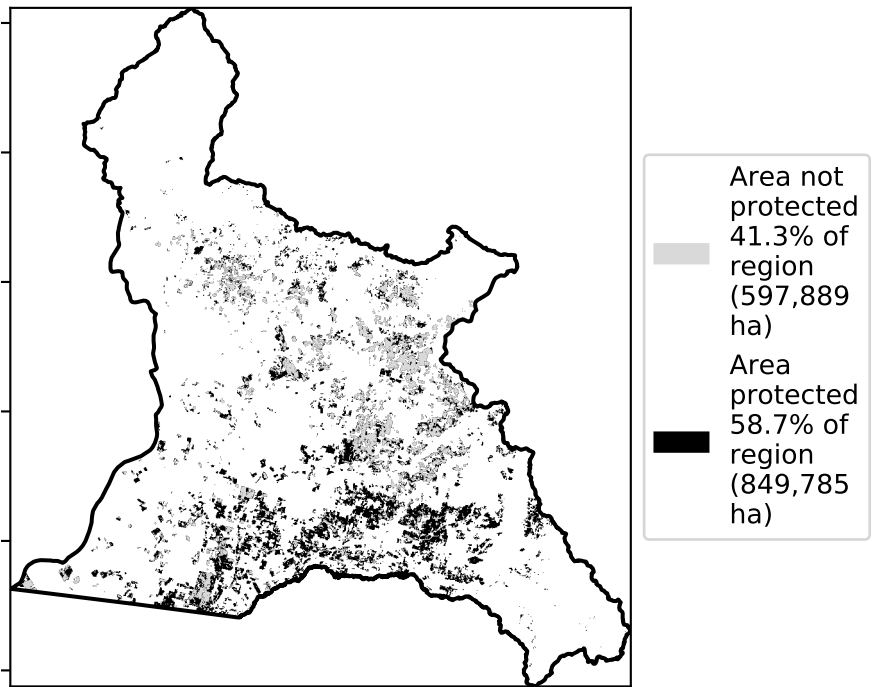 Area not
protected
41.3% of
region
(597,889
ha)
Area
protected
58.7% of
region
(849,785
ha)